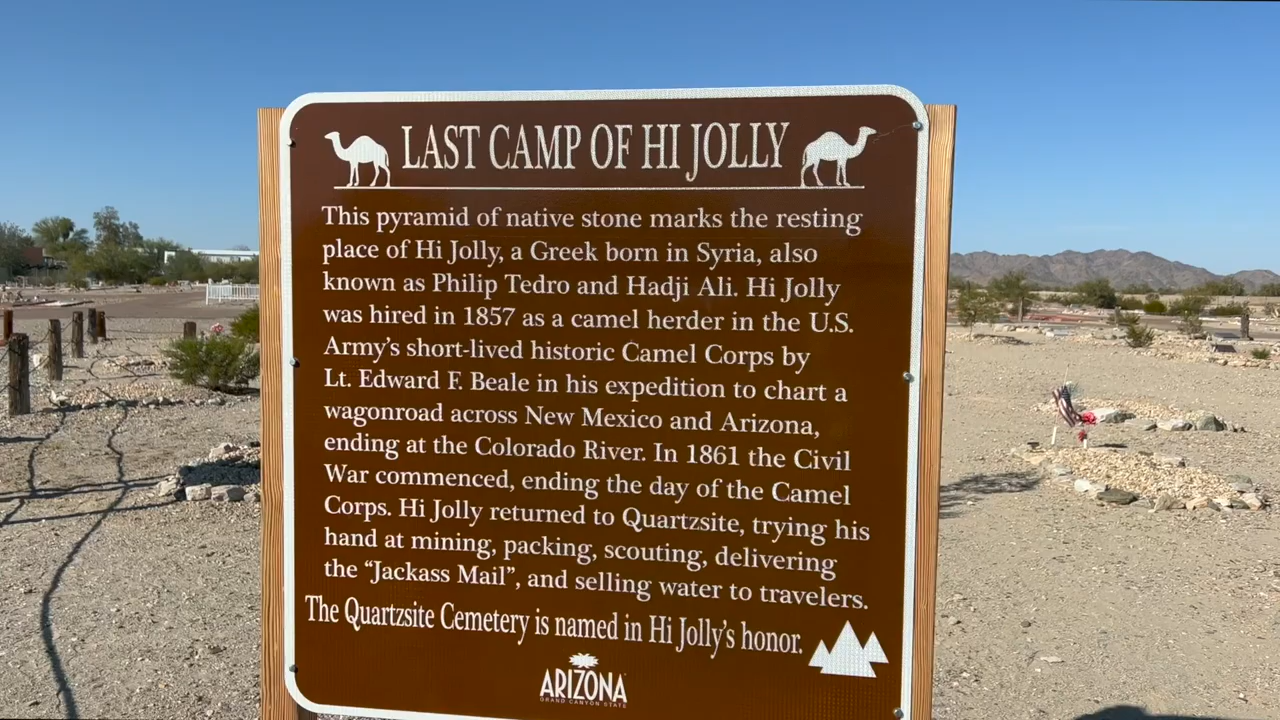 LAST CAMP OF HI JOLLY
This pyramid of native stone marks the resting
place of Hi Jolly, a Greek born in Syria, also
known as Philip Tedro and Hadji Ali. Hi Jolly
was hired in 1857 as a camel herder in the U.S.
Army's short-lived historic Camel Corps by
Lt. Edward F. Beale in his expedition to chart a
wagonroad across New Mexico and Arizona,
ending at the Colorado River. In 1861 the Civil
War commenced, ending the day of the Camel
Corps. Hi Jolly returned to Quartzsite, trying his
hand at mining, packing, scouting, delivering
the “Jackass Mail”, and selling water to travelers.
The Quartzsite Cemetery is named in Hi Jolly's honor.
ARIZONA
GRAND CANYON STATE